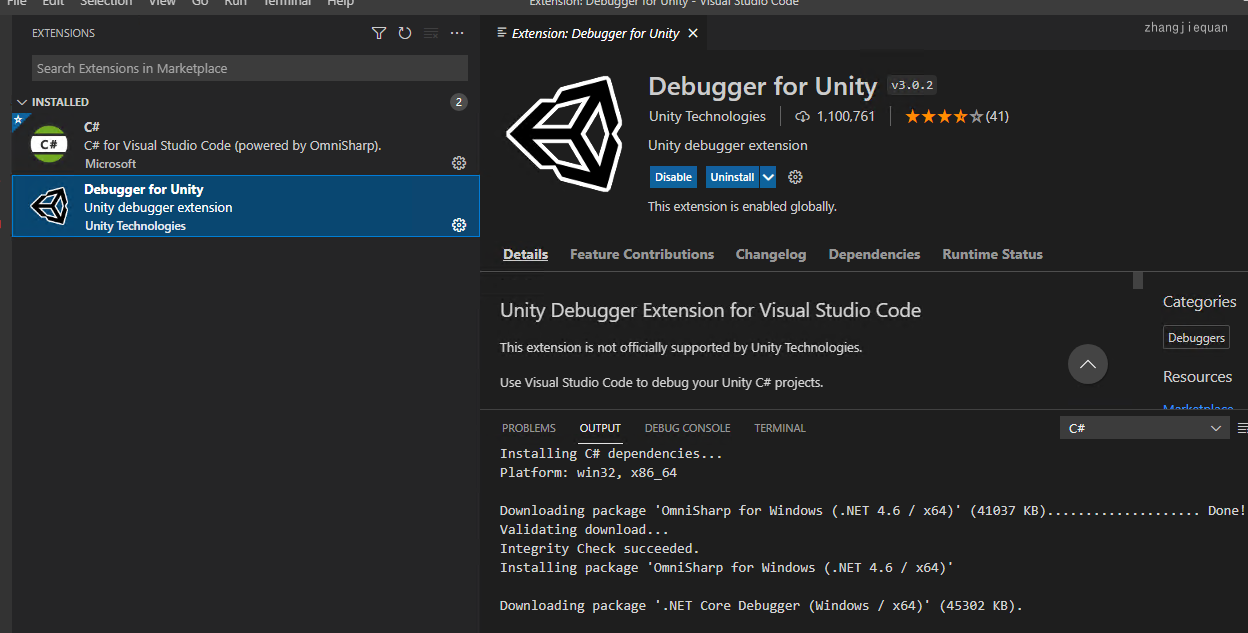 File Edit Selection View Go Run Terminal Help
Extension: Debugger for Unity - Visual Studio Code
EXTENSIONS
Search Extensions in Marketplace
INSTALLED
2
C#
C#
C# for Visual Studio Code (powered by OmniSharp).
Microsoft
Debugger for Unity
Unity debugger extension
Unity Technologies
Extension: Debugger for Unity
zhangjiequan
Debugger for Unity v3.0.2
Unity Technologies 1,100,761 (41)
Unity debugger extension
Disable Uninstall
This extension is enabled globally.
Details Feature Contributions Changelog Dependencies Runtime Status
Unity Debugger Extension for Visual Studio Code
This extension is not officially supported by Unity Technologies.
Use Visual Studio Code to debug your Unity C# projects.
Categories
Debuggers
Resources
Marketplace
PROBLEMS OUTPUT DEBUG CONSOLE TERMINAL
C#
Installing C# dependencies...
Platform: win32, x86_64
Downloading package 'OmniSharp for Windows (.NET 4.6 / x64)' (41037 KB).................... Done!
Validating download...
Integrity Check succeeded.
Installing package 'OmniSharp for Windows (.NET 4.6 / x64)'
Downloading package '.NET Core Debugger (Windows / x64)' (45302 KB).